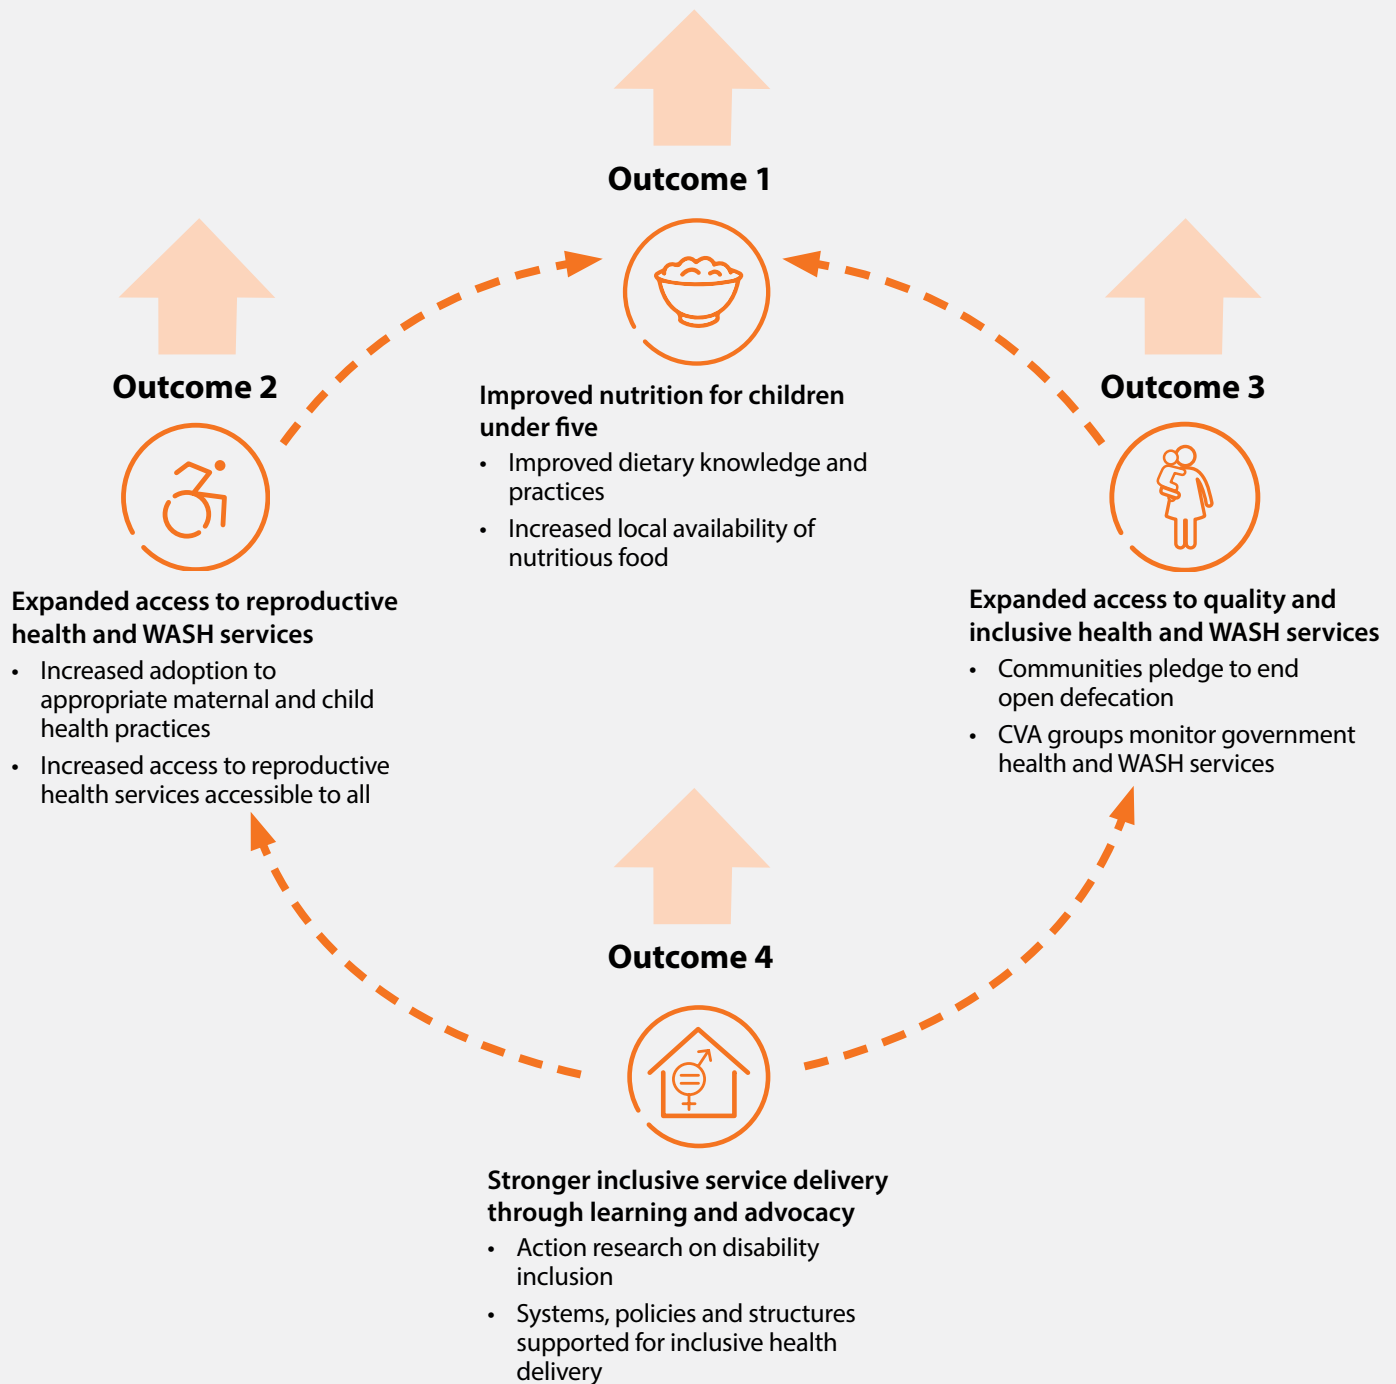 Outcome 1
Improved nutrition for children
under five
• Improved dietary knowledge and
practices
• Increased local availability of
nutritious food
Outcome 2
Expanded access to reproductive
health and WASH services
• Increased adoption to
appropriate maternal and child
health practices
• Increased access to reproductive
health services accessible to all
Outcome 3
Expanded access to quality and
inclusive health and WASH services
• Communities pledge to end
open defecation
• CVA groups monitor government
health and WASH services
Outcome 4
Stronger inclusive service delivery
through learning and advocacy
• Action research on disability
inclusion
• Systems, policies and structures
supported for inclusive health
delivery